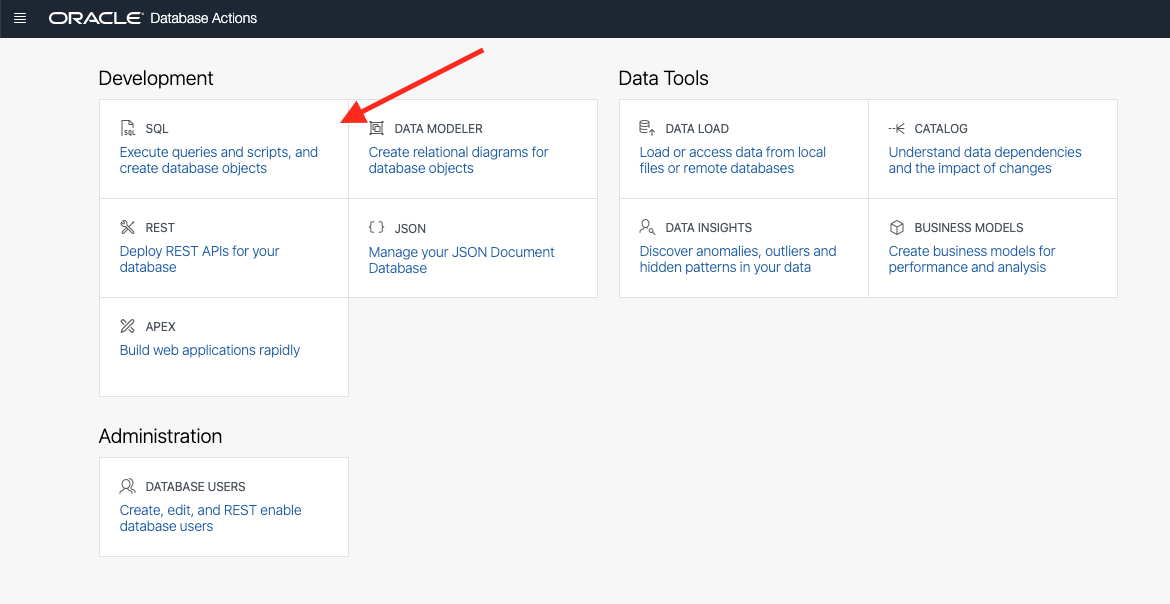 ORACLE Database Actions
Development
SQL
Execute queries and scripts, and
create database objects
DATA MODELER
Create relational diagrams for
database objects
REST
Deploy REST APIs for your
database
JSON
Manage your JSON Document
Database
APEX
Build web applications rapidly
Administration
DATABASE USERS
Create, edit, and REST enable
database users
Data Tools
DATA LOAD
Load or access data from local
files or remote databases
CATALOG
Understand data dependencies
and the impact of changes
DATA INSIGHTS
Discover anomalies, outliers and
hidden patterns in your data
BUSINESS MODELS
Create business models for
performance and analysis